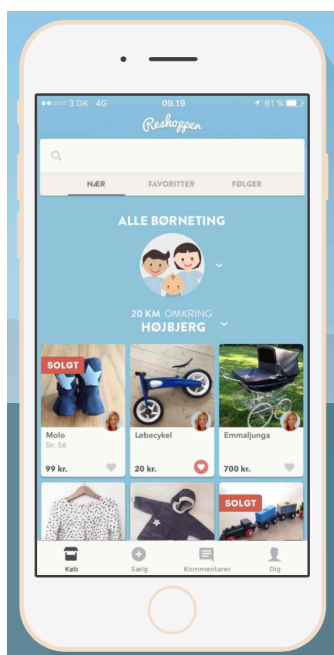 3 DK 4G 09.19 61 %
Reshopper
NÆR FAVORITTER FØLGER
ALLE BØRNETING
20 KM OMKRING
HØJBJERG
SOLGT
Molo
Str. 56
99 kr.
Løbecykel
20 kr.
Emmaljunga
700 kr.
SOLGT
Køb Sælg Kommentarer Dig